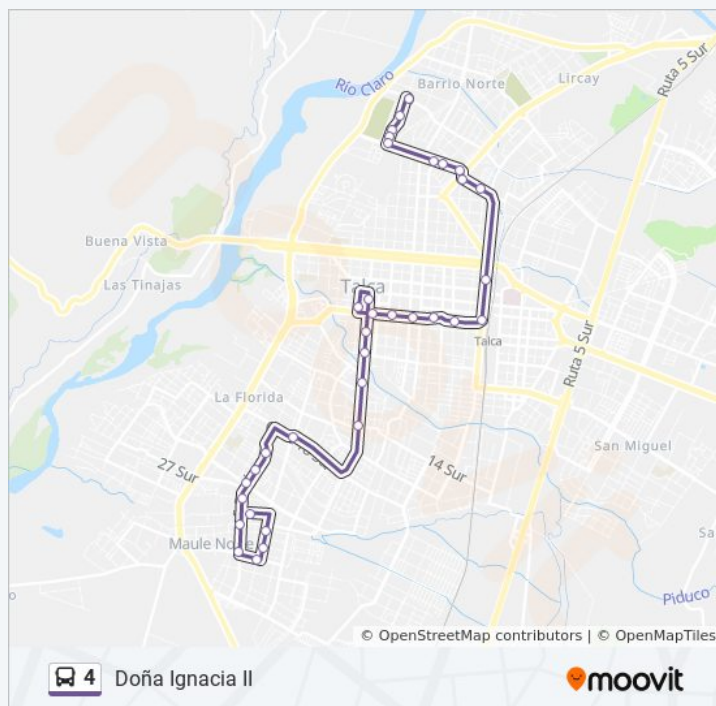 Río Claro
Barrio Norte
Lircay
Ruta 5 Sur
Buena Vista
Las Tinajas
Talca
Talca
Ruta 5 Sur
La Florida
San Miguel
27 Sur
14 Sur
Maule Norte
Piduco
© OpenStreetMap contributors | © OpenMapTiles
4 Doña Ignacia II
moovit